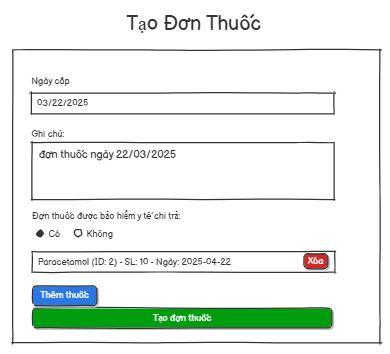 Tạo Đơn Thuốc
Ngày cấp
03/22/2025
Ghi chú:
đơn thuốc ngày 22/03/2025
Đơn thuốc được bảo hiểm y tế chi trả:
Có Không
Paracetamol (ID: 2) - SL: 10 - Ngày: 2025-04-22 Xóa
Thêm thuốc
Tạo đơn thuốc